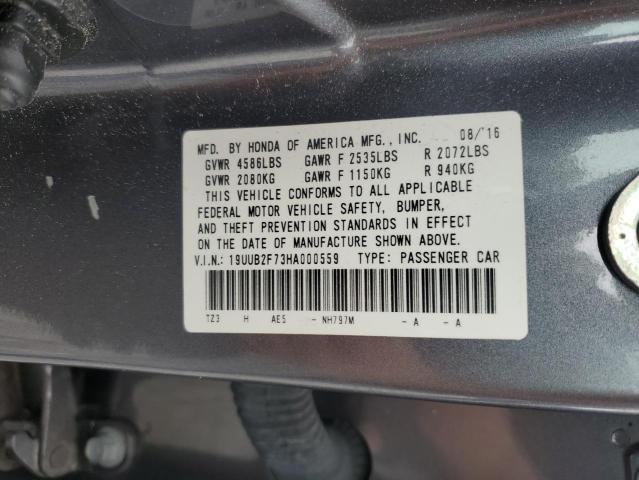 MFD. BY HONDA OF AMERICA MFG., INC. 08/'16
GVWR 4586LBS GAWR F 2535LBS R 2072LBS
GVWR 2080KG GAWR F 1150KG R 940KG
THIS VEHICLE CONFORMS TO ALL APPLICABLE
FEDERAL MOTOR VEHICLE SAFETY, BUMPER,
AND THEFT PREVENTION STANDARDS IN EFFECT
ON THE DATE OF MANUFACTURE SHOWN ABOVE.
V.I.N.: 19UUB2F73HA000559 TYPE: PASSENGER CAR
TZ3 H AE5 - NH797M - A - A